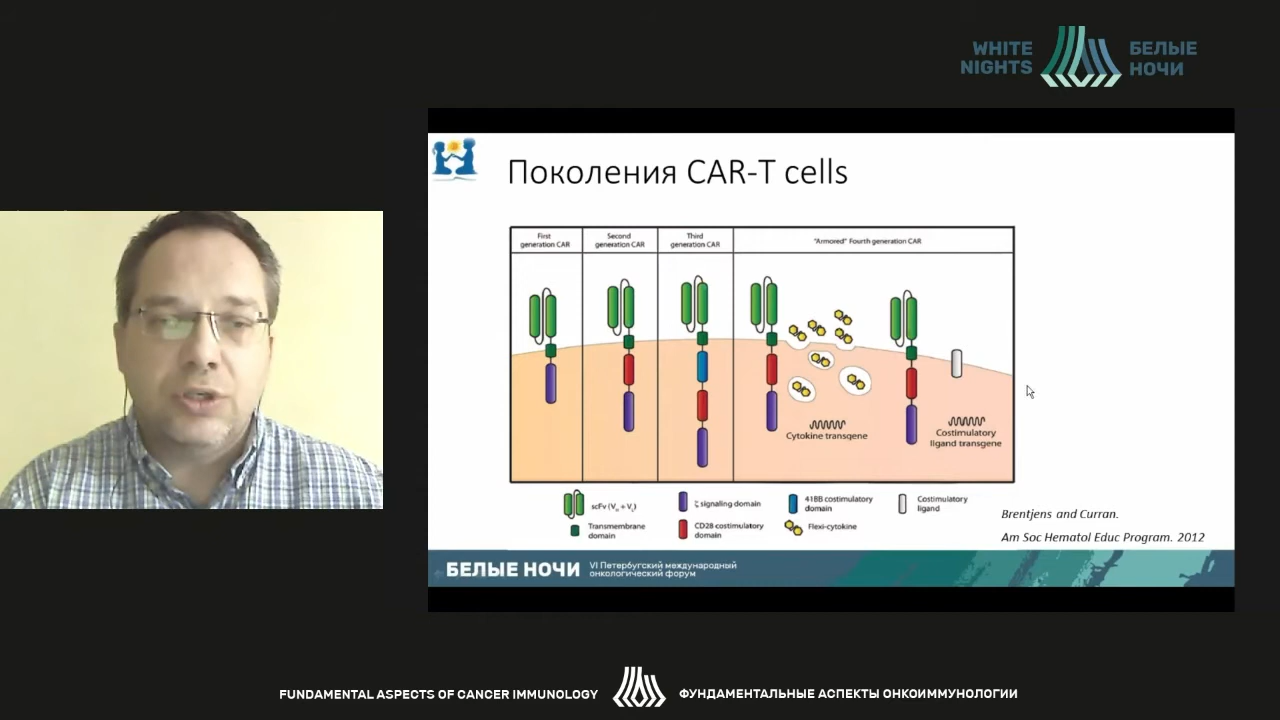 WHITE
NIGHTS
БЕЛЫЕ
НОЧИ
Поколения CAR-T cells
First
generation CAR
Second
generation CAR
Third
generation CAR
"Armored" Fourth generation CAR
Cytokine transgene
Costimulatory
ligand transgene
scFv (VH + VL)
Transmembrane
domain
ζ signaling domain
CD28 costimulatory
domain
41BB costimulatory
domain
Flexi-cytokine
Costimulatory
ligand
Brentjens and Curran.
Am Soc Hematol Educ Program. 2012
БЕЛЫЕ НОЧИ
VI Петербургский международный
онкологический форум
FUNDAMENTAL ASPECTS OF CANCER IMMUNOLOGY
ФУНДАМЕНТАЛЬНЫЕ АСПЕКТЫ ОНКОИММУНОЛОГИИ